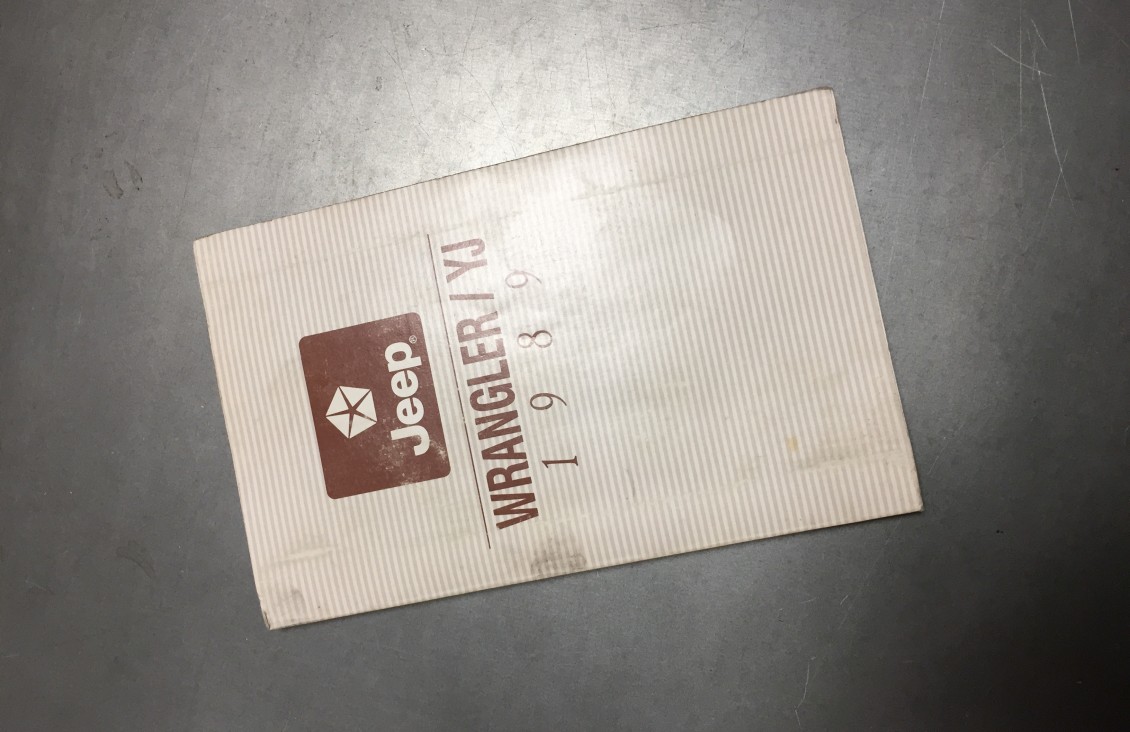 Jeep®
WRANGLER / YJ
1 9 8 9